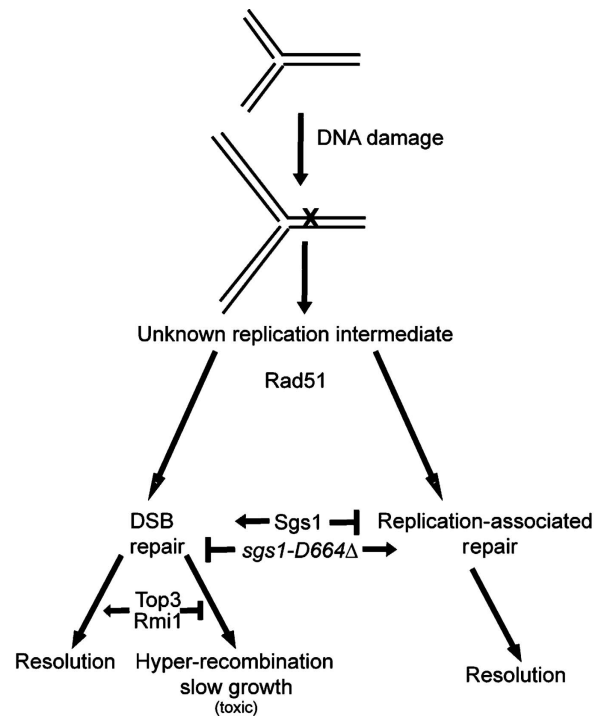 DNA damage
X
Unknown replication intermediate
Rad51
DSB
repair
Sgs1
sgs1-D664Δ
Replication-associated
repair
Top3
Rmi1
Resolution
Hyper-recombination
slow growth
(toxic)
Resolution